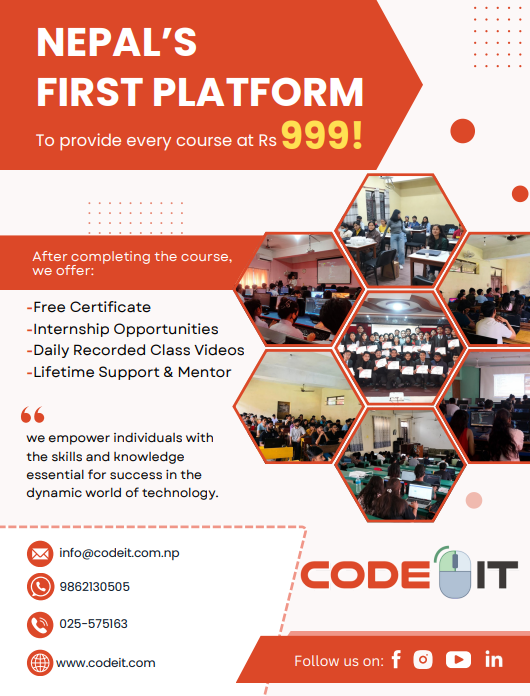 NEPAL'S
FIRST PLATFORM
To provide every course at Rs 999!
After completing the course,
we offer:
-Free Certificate
-Internship Opportunities
-Daily Recorded Class Videos
-Lifetime Support & Mentor
“
we empower individuals with
the skills and knowledge
essential for success in the
dynamic world of technology.
info@codeit.com.np
9862130505
025-575163
www.codeit.com
CODE IT
Follow us on: